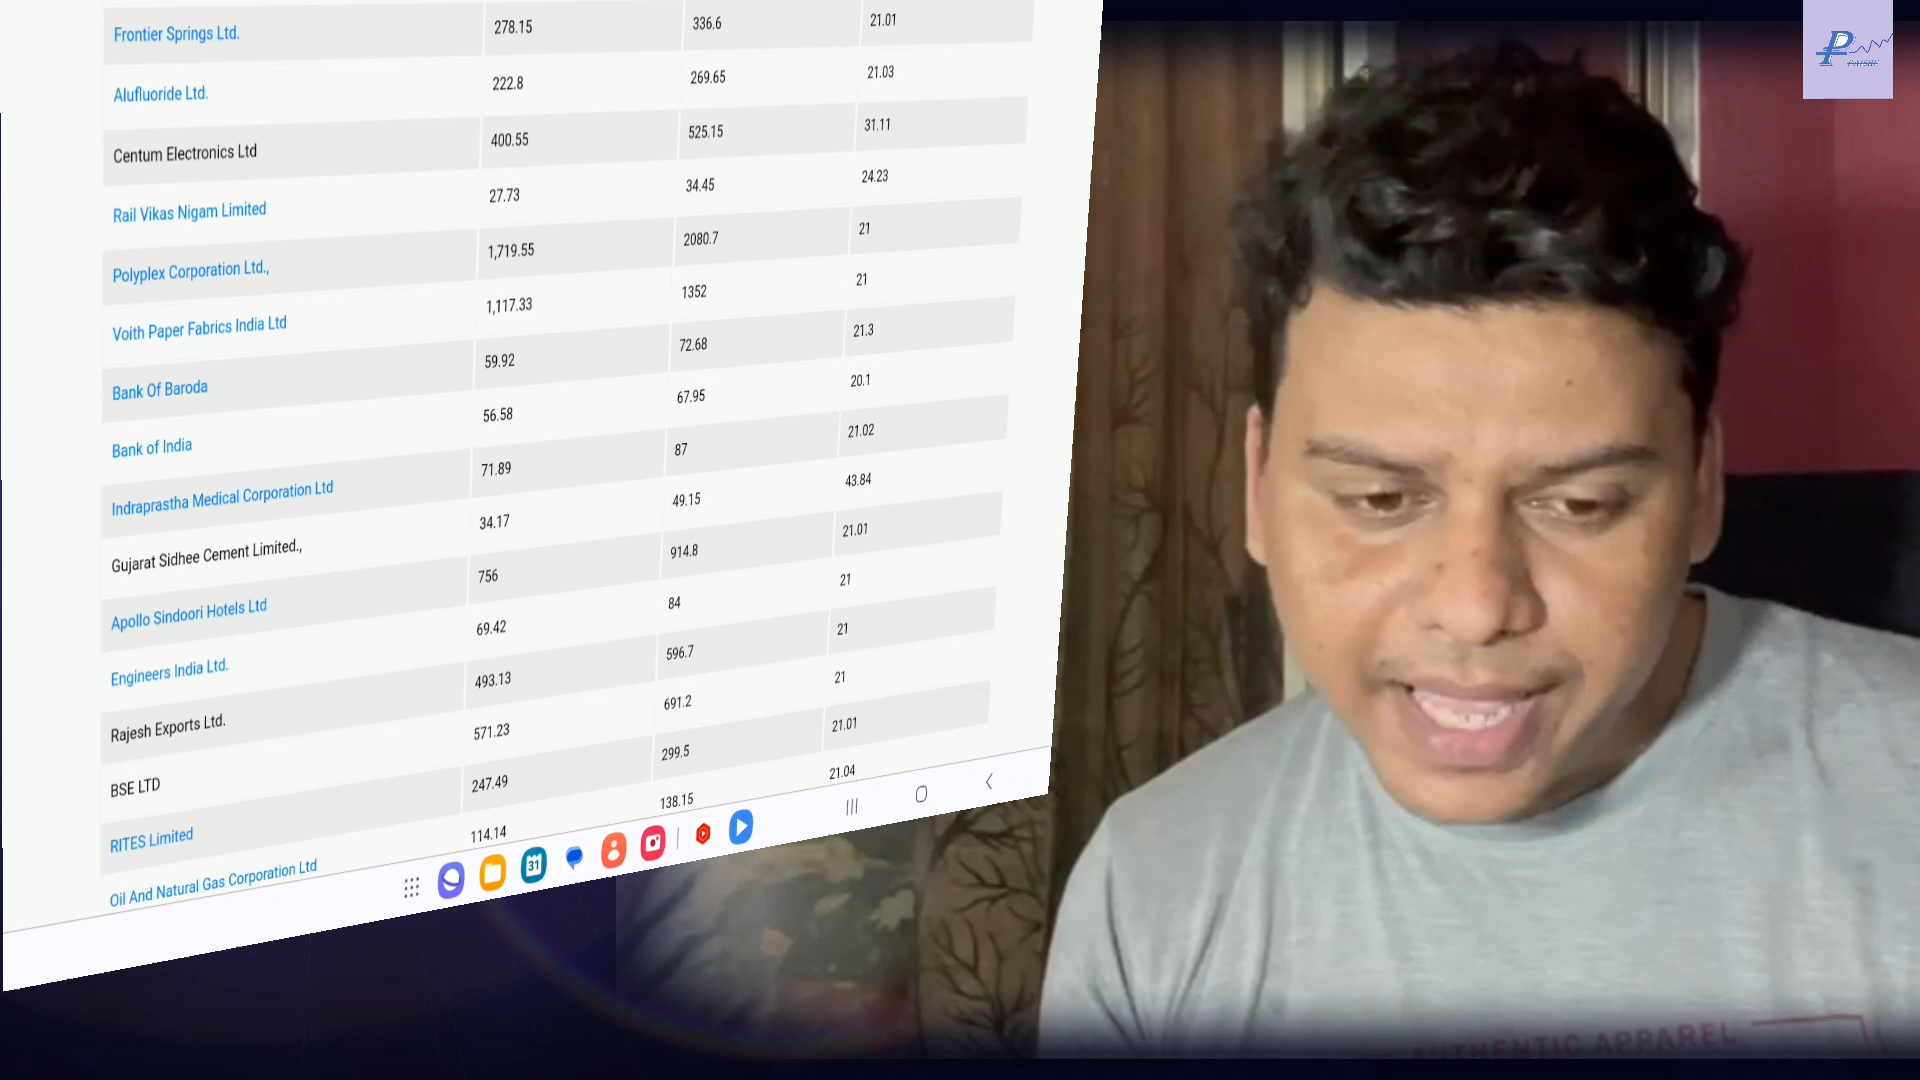 Frontier Springs Ltd. 278.15 336.6 21.01
Alufluoride Ltd. 222.8 269.65 21.03
Centum Electronics Ltd 400.55 525.15 31.11
Rail Vikas Nigam Limited 27.73 34.45 24.23
Polyplex Corporation Ltd., 1,719.55 2080.7 21
Voith Paper Fabrics India Ltd 1,117.33 1352 21
Bank Of Baroda 59.92 72.68 21.3
Bank of India 56.58 67.95 20.1
Indraprastha Medical Corporation Ltd 71.89 87 21.02
Gujarat Sidhee Cement Limited., 34.17 49.15 43.84
Apollo Sindoori Hotels Ltd 756 914.8 21.01
Engineers India Ltd. 69.42 84 21
Rajesh Exports Ltd. 493.13 596.7 21
BSE LTD 571.23 691.2 21
RITES Limited 247.49 299.5 21.01
Oil And Natural Gas Corporation Ltd 114.14 138.15 21.04
31
AUTHENTIC APPAREL